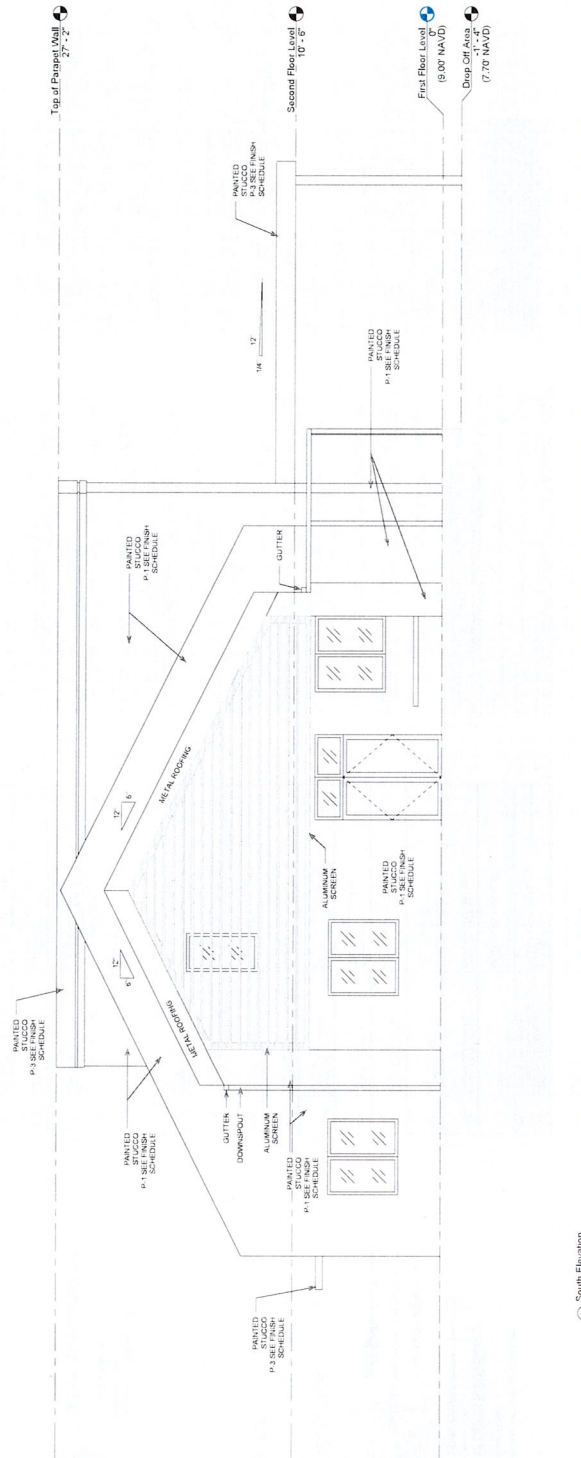 Top of Parapet Wall
27' - 2"
Second Floor Level
10' - 6"
First Floor Level
0"
(9.00' NAVD)
Drop Off Area
-1' - 4"
(7.70' NAVD)
PAINTED
STUCCO
P-3 SEE FINISH
SCHEDULE
12"
1/4"
PAINTED
STUCCO
P-1 SEE FINISH
SCHEDULE
PAINTED
STUCCO
P-1 SEE FINISH
SCHEDULE
GUTTER
12"
6"
METAL ROOFING
ALUMINUM
SCREEN
PAINTED
STUCCO
P-1 SEE FINISH
SCHEDULE
12"
6"
METAL ROOFING
PAINTED
STUCCO
P-3 SEE FINISH
SCHEDULE
PAINTED
STUCCO
P-1 SEE FINISH
SCHEDULE
GUTTER
DOWNSPOUT
ALUMINUM
SCREEN
PAINTED
STUCCO
P-1 SEE FINISH
SCHEDULE
PAINTED
STUCCO
P-3 SEE FINISH
SCHEDULE
South Elevation